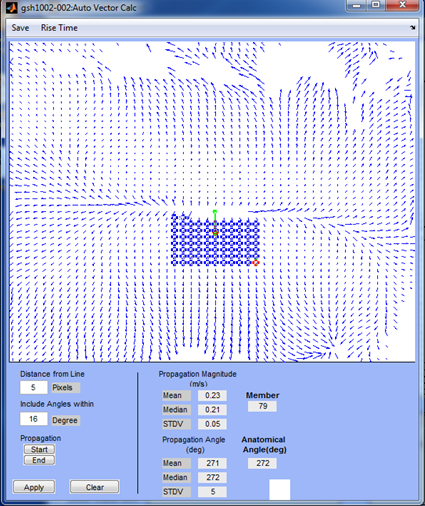 gsh1002-002:Auto Vector Calc
Save Rise Time
Distance from Line
5 Pixels
Include Angles within
16 Degree
Propagation
Start
End
Apply Clear
Propagation Magnitude
(m/s)
Mean 0.23
Median 0.21
STDV 0.05
Member
79
Propagation Angle
(deg)
Mean 271
Median 272
STDV 5
Anatomical
Angle(deg)
272